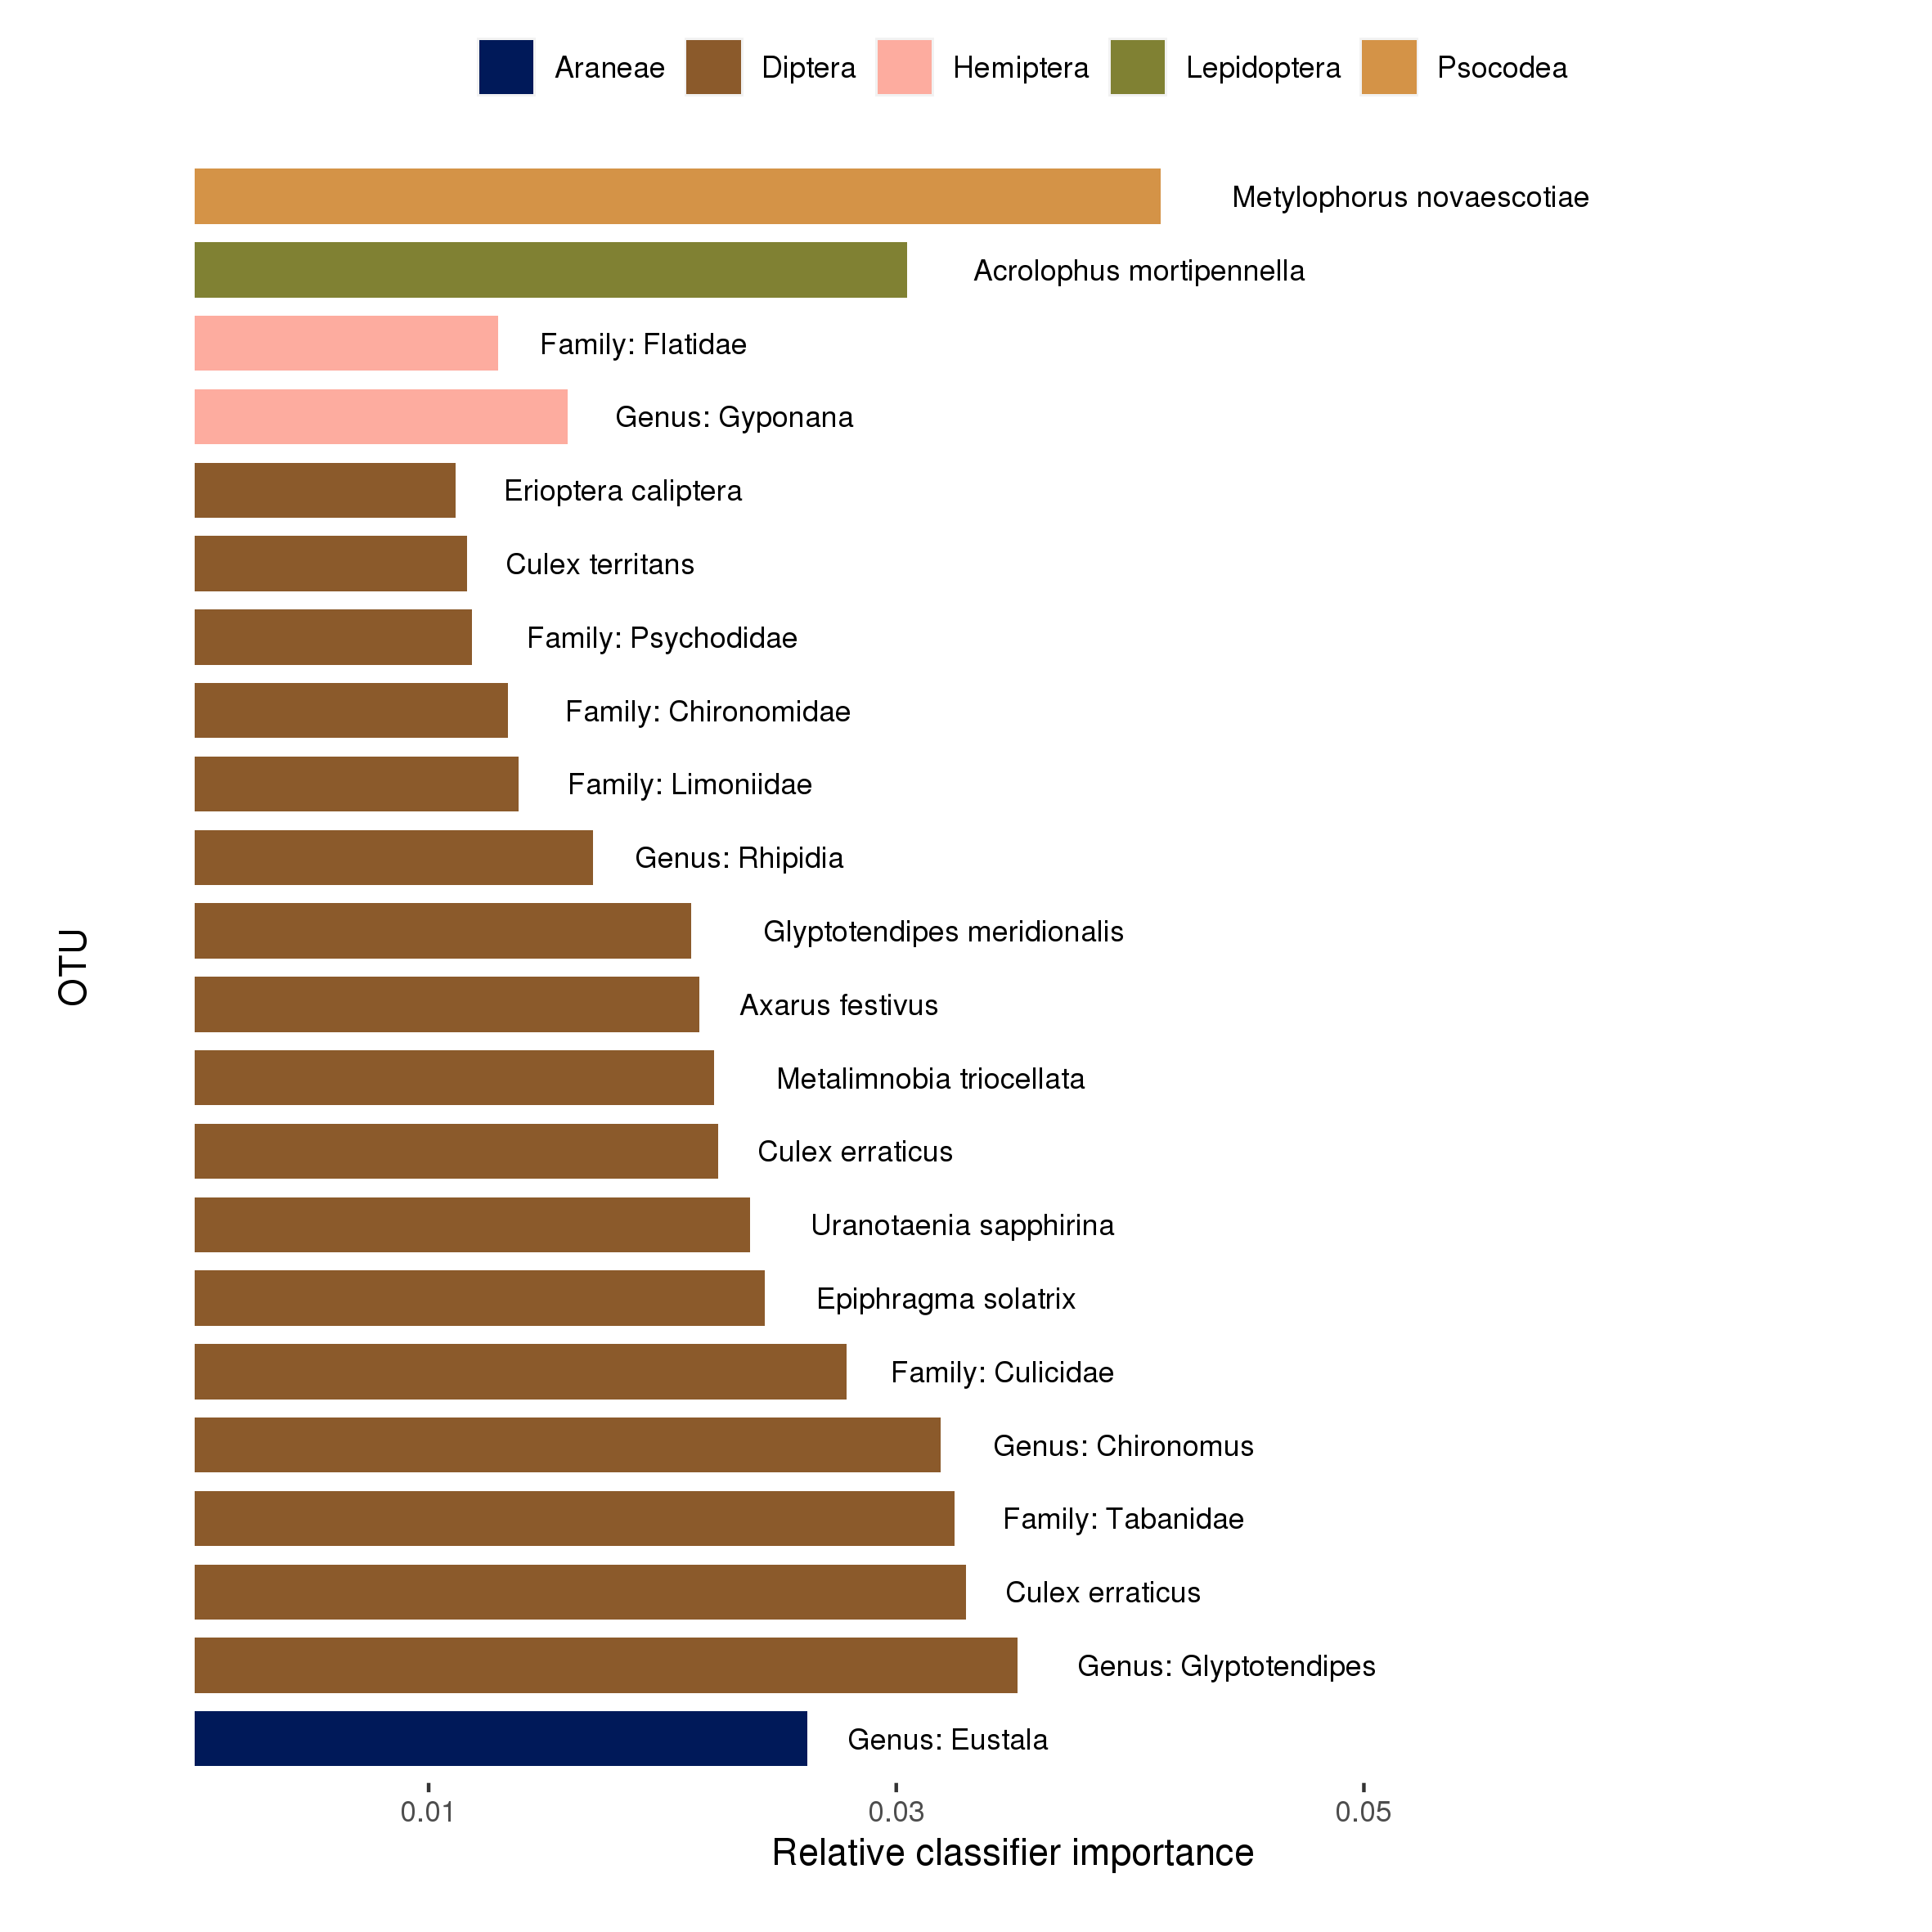 Araneae Diptera Hemiptera Lepidoptera Psocodea
Metylophorus novaescotiae
Acrolophus mortipennella
Family: Flatidae
Genus: Gyponana
Erioptera caliptera
Culex territans
Family: Psychodidae
Family: Chironomidae
Family: Limoniidae
Genus: Rhipidia
Glyptotendipes meridionalis
Axarus festivus
Metalimnobia triocellata
Culex erraticus
Uranotaenia sapphirina
Epiphragma solatrix
Family: Culicidae
Genus: Chironomus
Family: Tabanidae
Culex erraticus
Genus: Glyptotendipes
Genus: Eustala
OTU
0.01 0.03 0.05
Relative classifier importance